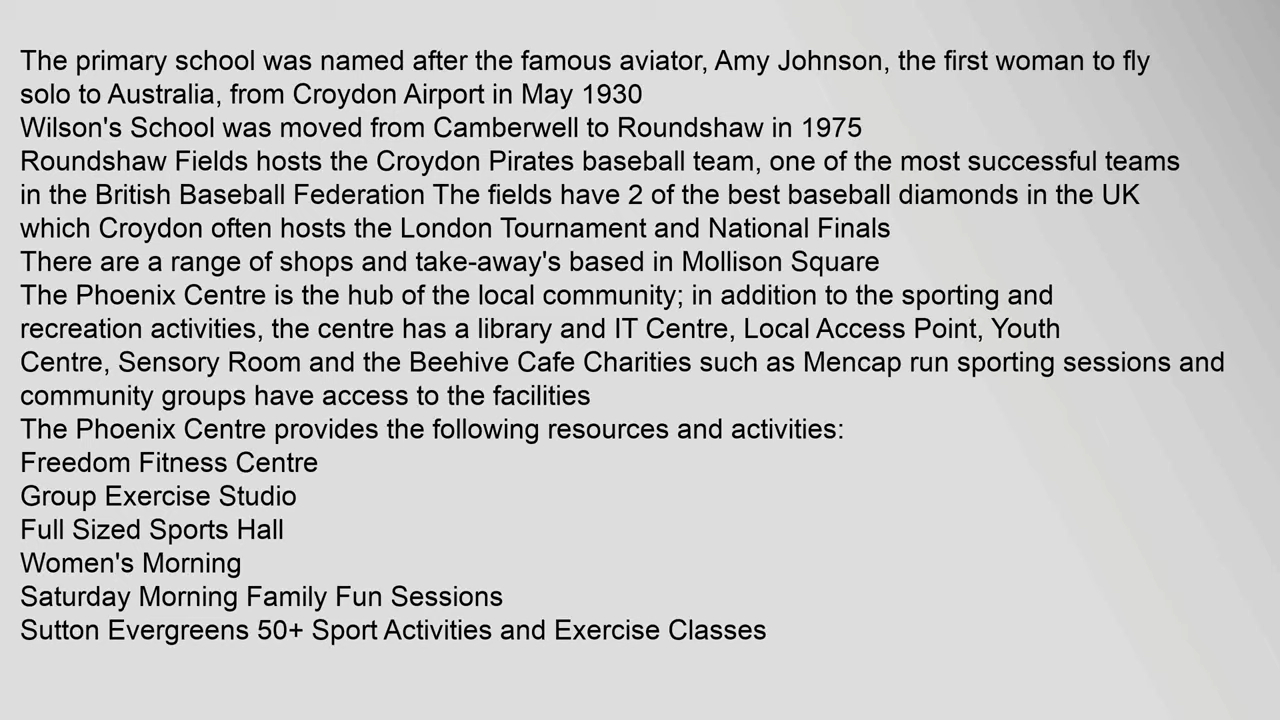 The primary school was named after the famous aviator, Amy Johnson, the first woman to fly
solo to Australia, from Croydon Airport in May 1930
Wilson's School was moved from Camberwell to Roundshaw in 1975
Roundshaw Fields hosts the Croydon Pirates baseball team, one of the most successful teams
in the British Baseball Federation The fields have 2 of the best baseball diamonds in the UK
which Croydon often hosts the London Tournament and National Finals
There are a range of shops and take-away's based in Mollison Square
The Phoenix Centre is the hub of the local community; in addition to the sporting and
recreation activities, the centre has a library and IT Centre, Local Access Point, Youth
Centre, Sensory Room and the Beehive Cafe Charities such as Mencap run sporting sessions and
community groups have access to the facilities
The Phoenix Centre provides the following resources and activities:
Freedom Fitness Centre
Group Exercise Studio
Full Sized Sports Hall
Women's Morning
Saturday Morning Family Fun Sessions
Sutton Evergreens 50+ Sport Activities and Exercise Classes